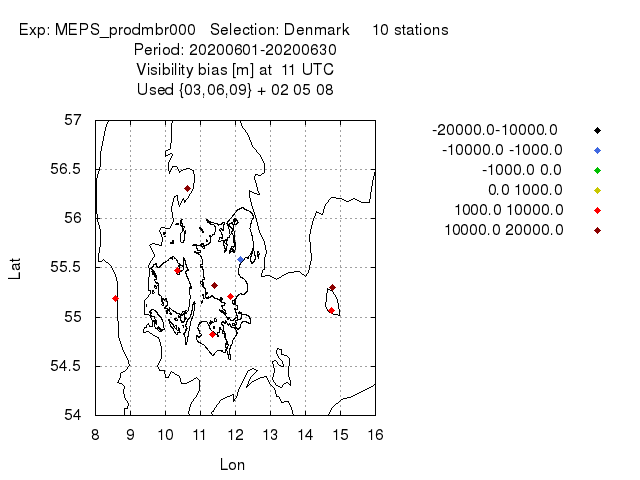 Exp: MEPS_prodmbr000   Selection: Denmark     10 stations
Period: 20200601-20200630
Visibility bias [m] at  11 UTC
Used {03,06,09} + 02 05 08
-20000.0-10000.0
-10000.0 -1000.0
-1000.0 0.0
0.0 1000.0
1000.0 10000.0
10000.0 20000.0
57
56.5
56
55.5
55
54.5
54
Lat
8 9 10 11 12 13 14 15 16
Lon